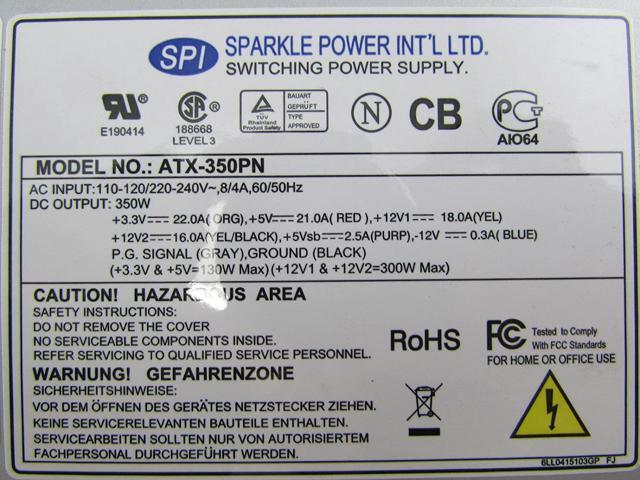 SPI SPARKLE POWER INT'L LTD.
SWITCHING POWER SUPPLY.
E190414
188668
LEVEL 3
TÜV
Rheinland
Product Safety
BAUART
GEPRÜFT
TYPE
APPROVED
N
CB
AIO64
MODEL NO.: ATX-350PN
AC INPUT:110-120/220-240V~,8/4A,60/50Hz
DC OUTPUT: 350W
+3.3V⎓22.0A( ORG),+5V⎓21.0A( RED ),+12V1⎓18.0A(YEL)
+12V2⎓16.0A(YEL/BLACK),+5Vsb⎓2.5A(PURP),-12V⎓0.3A( BLUE)
P.G. SIGNAL (GRAY),GROUND (BLACK)
(+3.3V & +5V=130W Max)(+12V1 & +12V2=300W Max)
CAUTION! HAZARDOUS AREA
SAFETY INSTRUCTIONS:
DO NOT REMOVE THE COVER
NO SERVICEABLE COMPONENTS INSIDE.
REFER SERVICING TO QUALIFIED SERVICE PERSONNEL.
WARNUNG! GEFAHRENZONE
SICHERHEITSHINWEISE:
VOR DEM ÖFFNEN DES GERÄTES NETZSTECKER ZIEHEN.
KEINE SERVICERELEVANTEN BAUTEILE ENTHALTEN.
SERVICEARBEITEN SOLLTEN NUR VON AUTORISIERTEM
FACHPERSONAL DURCHGEFÜHRT WERDEN.
RoHS
FC Tested to Comply
With FCC Standards
FOR HOME OR OFFICE USE
6LL0415103GP FJ